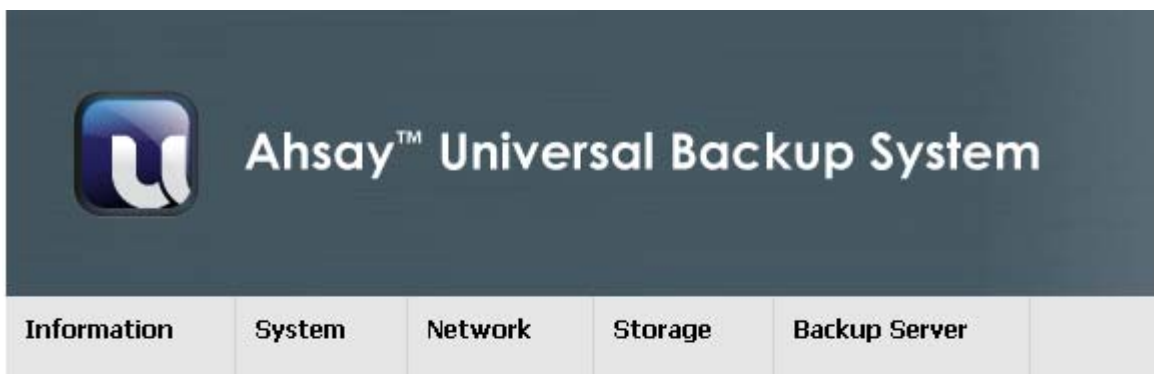 Ahsay™ Universal Backup System
Information System Network Storage Backup Server